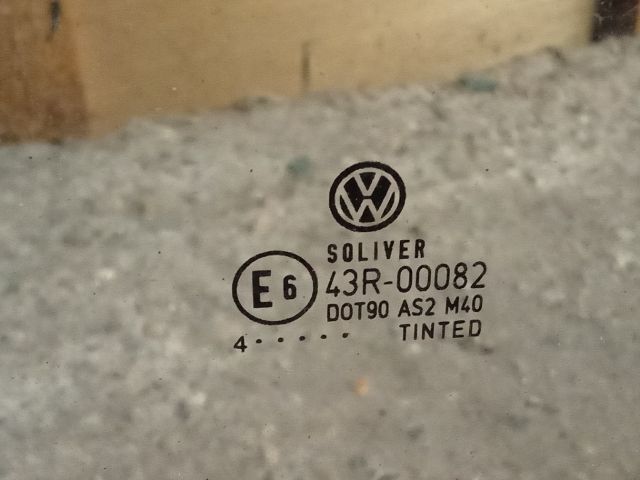 SOLIVER
E6 43R-00082
DOT90 AS2 M40
4 ..... TINTED